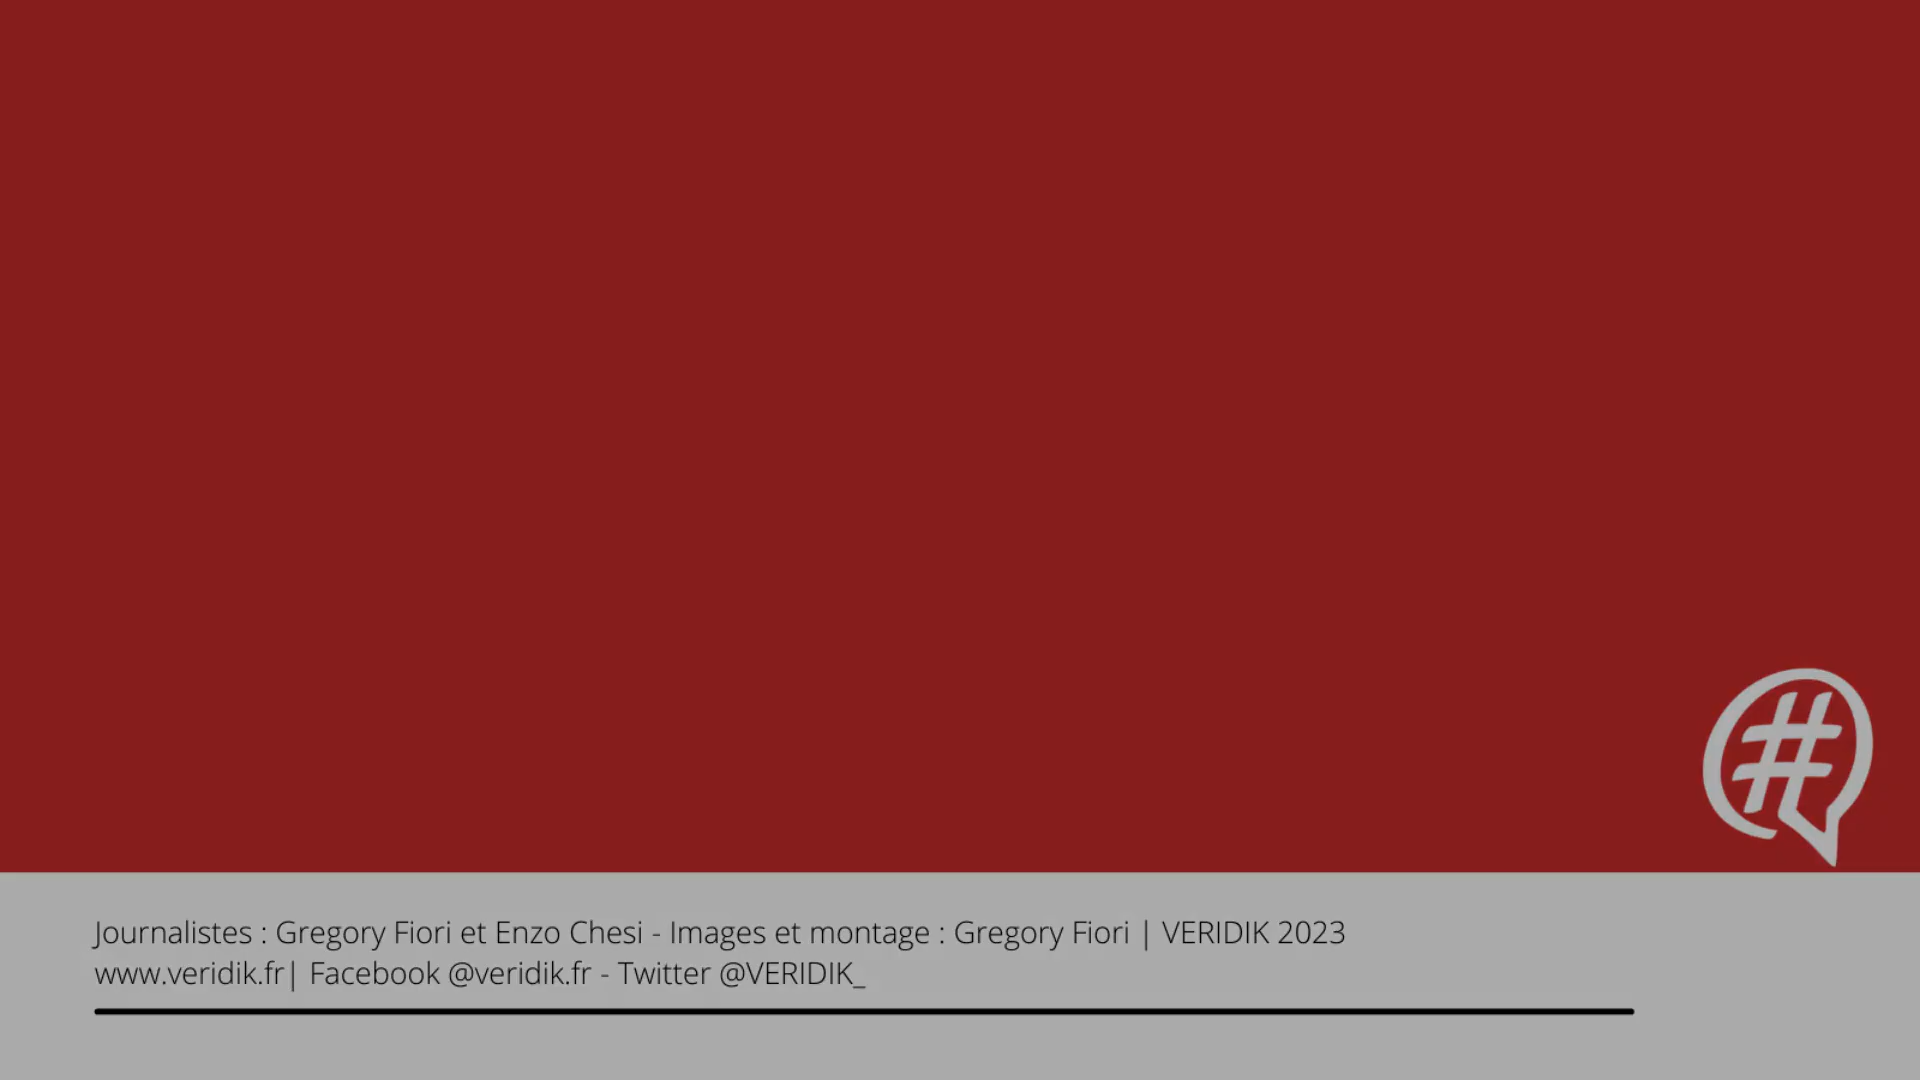 Journalistes : Gregory Fiori et Enzo Chesi - Images et montage : Gregory Fiori | VERIDIK 2023
www.veridik.fr| Facebook @veridik.fr - Twitter @VERIDIK_